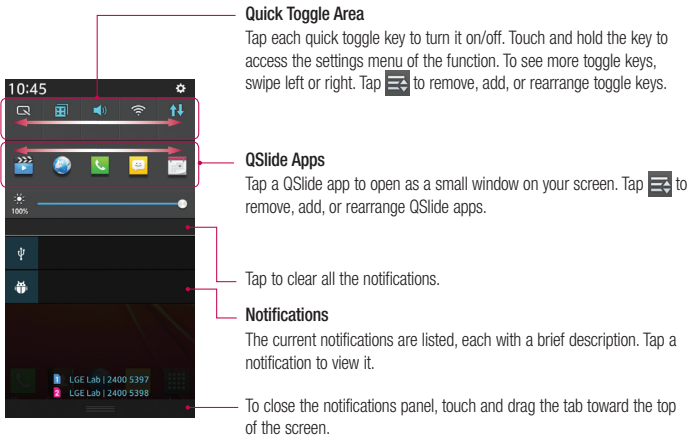 Quick Toggle Area
Tap each quick toggle key to turn it on/off. Touch and hold the key to
access the settings menu of the function. To see more toggle keys,
swipe left or right. Tap to remove, add, or rearrange toggle keys.
10:45
QSlide Apps
Tap a QSlide app to open as a small window on your screen. Tap to
remove, add, or rearrange QSlide apps.
100%
Tap to clear all the notifications.
Notifications
The current notifications are listed, each with a brief description. Tap a
notification to view it.
1 LGE Lab | 2400 5397
2 LGE Lab | 2400 5398
To close the notifications panel, touch and drag the tab toward the top
of the screen.